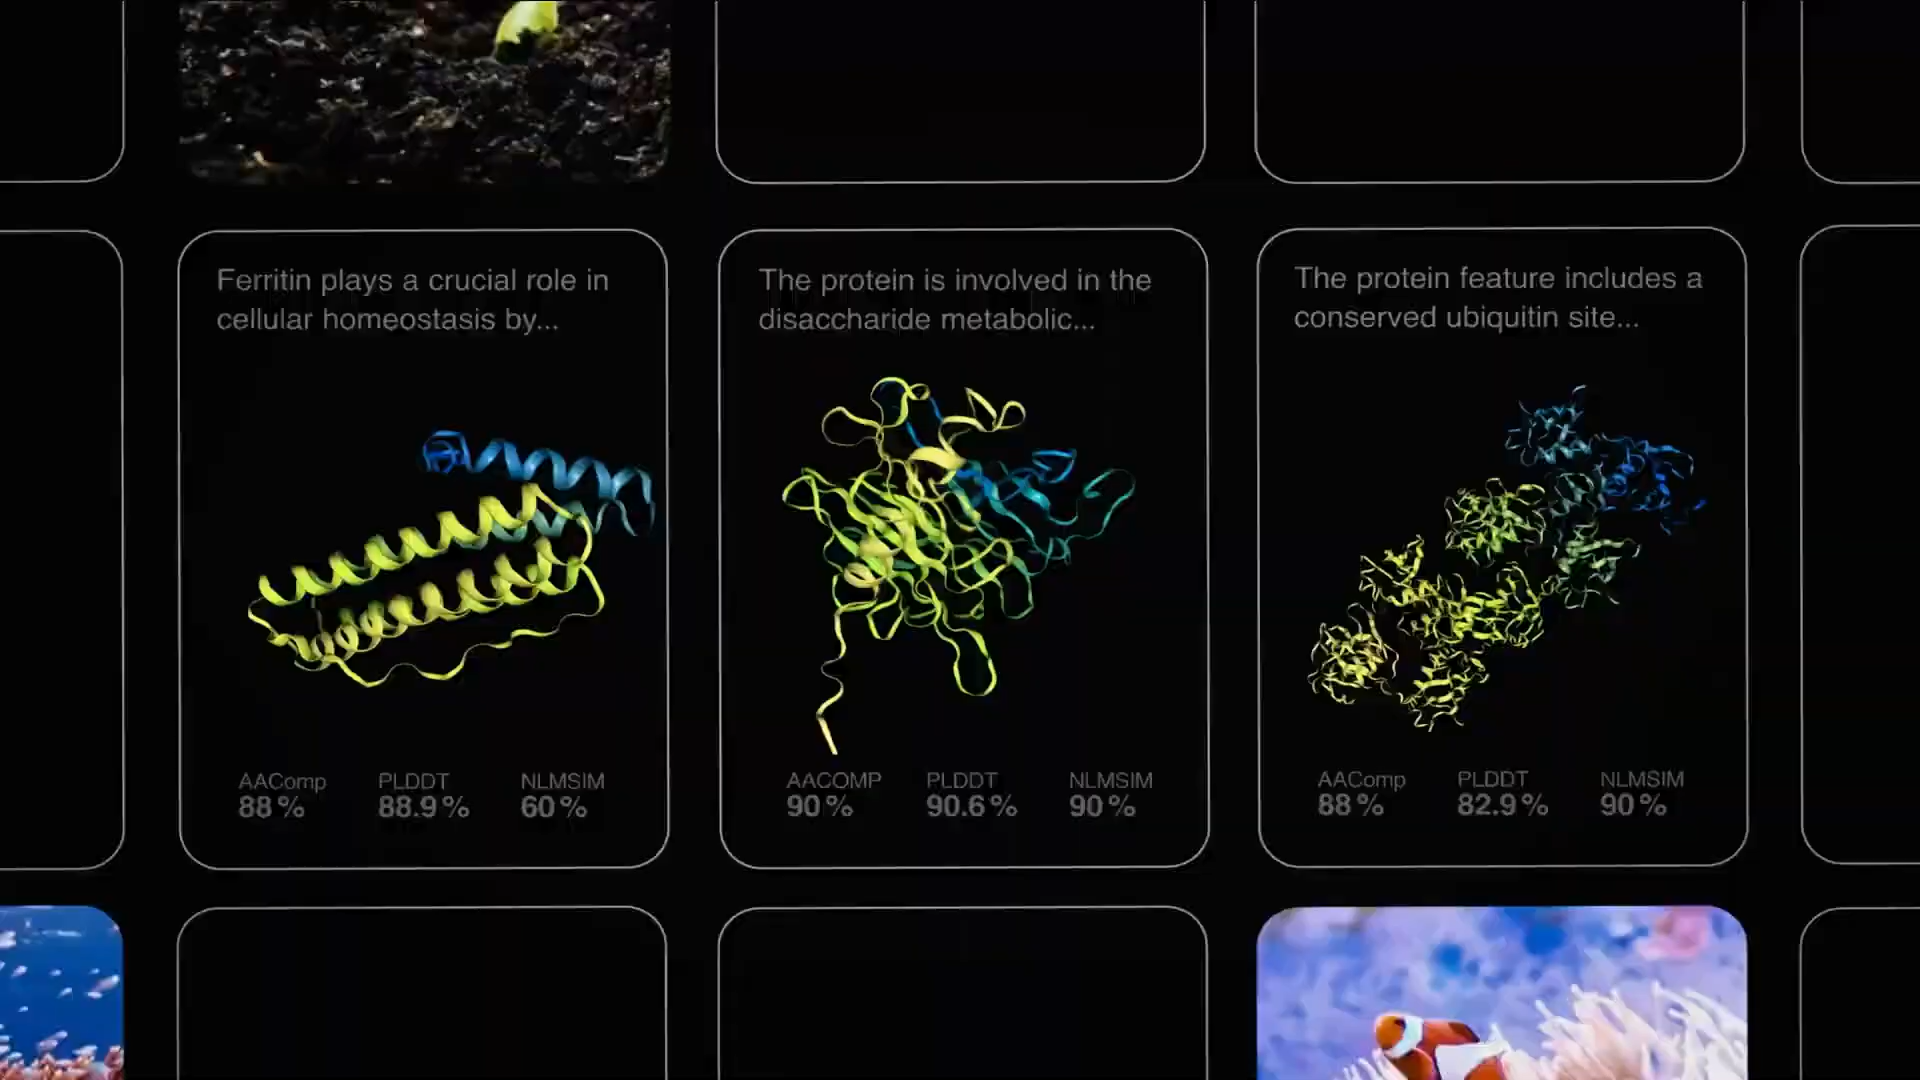 Ferritin plays a crucial role in
cellular homeostasis by...
AAComp PLDDT NLMSIM
88% 88.9% 60%
The protein is involved in the
disaccharide metabolic...
AACOMP PLDDT NLMSIM
90% 90.6% 90%
The protein feature includes a
conserved ubiquitin site...
AAComp PLDDT NLMSIM
88% 82.9% 90%